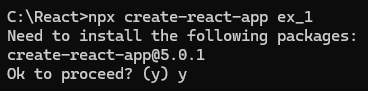 C:\React>npx create-react-app ex_1
Need to install the following packages:
create-react-app@5.0.1
Ok to proceed? (y) y